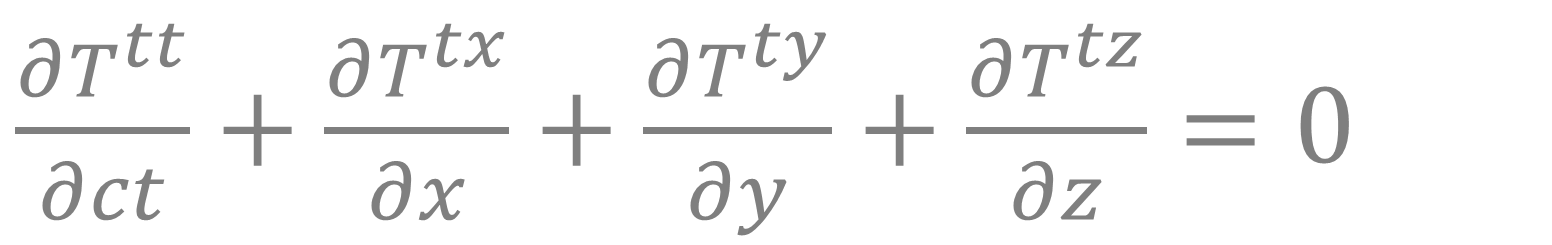 ∂T^{tt}/∂ct + ∂T^{tx}/∂x + ∂T^{ty}/∂y + ∂T^{tz}/∂z = 0